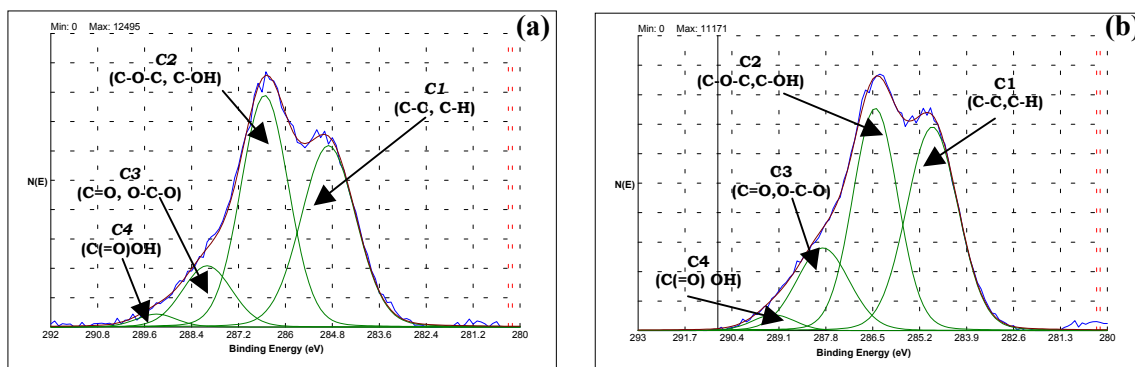 Min: 0 Max: 12495
(a)
C2
(C-O-C, C-OH)
C1
(C-C, C-H)
C3
(C=O, O-C-O)
C4
(C(=O)OH)
N(E)
292 290.8 289.6 288.4 287.2 286 284.8 283.6 282.4 281.2 280
Binding Energy (eV)
Min: 0 Max: 11171
(b)
C2
(C-O-C,C-OH)
C1
(C-C,C-H)
C3
(C=O,O-C-O)
C4
(C(=O) OH)
N(E)
293 291.7 290.4 289.1 287.8 286.5 285.2 283.9 282.6 281.3 280
Binding Energy (eV)